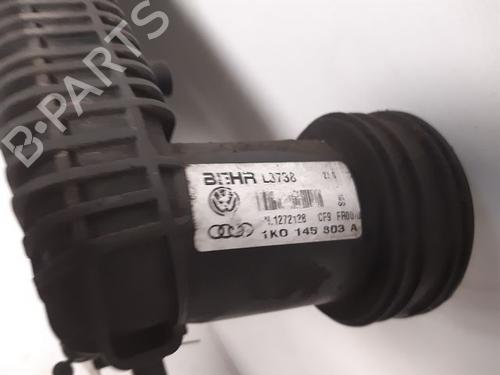 B-PARTS
BEHR L3738
1272128 CF9
1K0 145 803 A